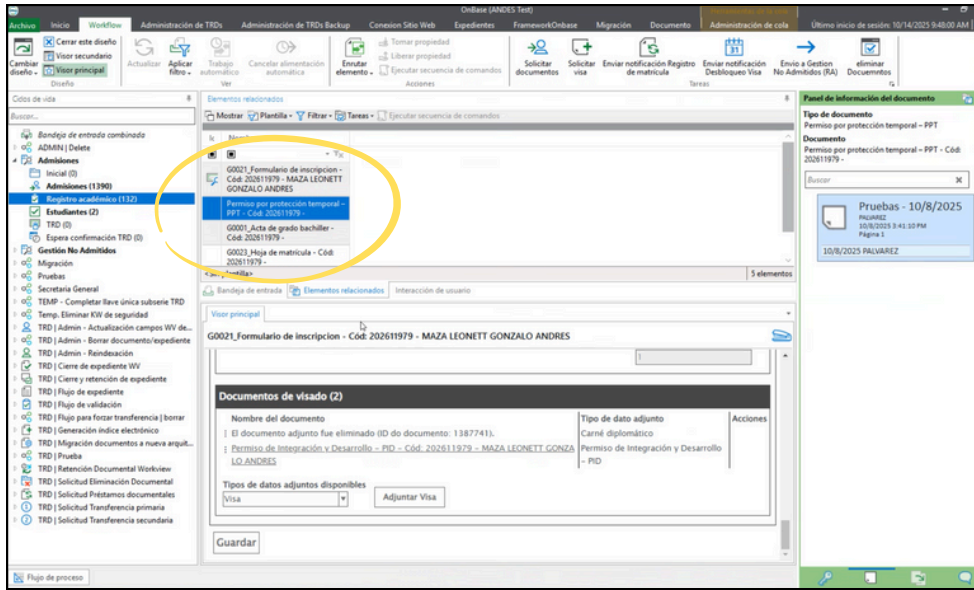 OnBase (ANDES Test)
Archivo Inicio Workflow Administración de TRDs Administración de TRDs Backup Conexion Sitio Web Expedientes FrameworkOnbase Migración Documento Administración de cola Último inicio de sesión: 10/14/2025 9:48:00 AM
Cambiar diseño
Cerrar este diseño
Visor secundario
Visor principal
Diseño
Actualizar
Aplicar filtro
Trabajo automático
Cancelar alimentación automática
Ver
Enrutar elemento
Tomar propiedad
Liberar propiedad
Ejecutar secuencia de comandos
Acciones
Solicitar documentos
Solicitar visa
Enviar notificación Registro de matrícula
Enviar notificación Desbloqueo Visa
Envio a Gestion No Admitidos (RA)
eliminar Docuemntos
Tareas
Ciclos de vida
Buscar...
Bandeja de entrada combinada
ADMIN | Delete
Admisiones
Inicial (0)
Admisiones (1390)
Registro académico (132)
Estudiantes (2)
TRD (0)
Espera confirmación TRD (0)
Gestión No Admitidos
Migración
Pruebas
Secretaria General
TEMP - Completar llave única subserie TRD
Temp. Eliminar KW de seguridad
TRD | Admin - Actualización campos WV de...
TRD | Admin - Borrar documento/expediente
TRD | Admin - Reindexación
TRD | Cierre de expediente WV
TRD | Cierre y retención de expediente
TRD | Flujo de expediente
TRD | Flujo de validación
TRD | Flujo para forzar transferencia | borrar
TRD | Generación índice electrónico
TRD | Migración documentos a nueva arquit...
TRD | Prueba
TRD | Retención Documental Workview
TRD | Solicitud Eliminación Documental
TRD | Solicitud Préstamos documentales
TRD | Solicitud Transferencia primaria
TRD | Solicitud Transferencia secundaria
Flujo de proceso
Elementos relacionados
Mostrar Plantilla Filtrar Tareas Ejecutar secuencia de comandos
G0021_Formulario de inscripcion -
Cód: 202611979 - MAZA LEONETT
GONZALO ANDRES
Permiso por protección temporal –
PPT - Cód: 202611979 -
G0001_Acta de grado bachiller -
Cód: 202611979 -
G0023_Hoja de matrícula - Cód:
202611979 -
5 elementos
Bandeja de entrada Elementos relacionados Interacción de usuario
Visor principal
G0021_Formulario de inscripcion - Cód: 202611979 - MAZA LEONETT GONZALO ANDRES
1
Documentos de visado (2)
Nombre del documento Tipo de dato adjunto Acciones
El documento adjunto fue eliminado (ID do documento: 1387741). Carné diplomático
Permiso de Integración y Desarrollo – PID – Cód: 202611979 – MAZA LEONETT GONZA Permiso de Integración y Desarrollo
LO ANDRES – PID
Tipos de datos adjuntos disponibles
Visa Adjuntar Visa
Guardar
Panel de información del documento
Tipo de documento
Permiso por protección temporal – PPT
Documento
Permiso por protección temporal – PPT - Cód:
202611979 -
Buscar
Pruebas - 10/8/2025
PALVAREZ
10/8/2025 3:41:10 PM
Página 1
10/8/2025 PALVAREZ